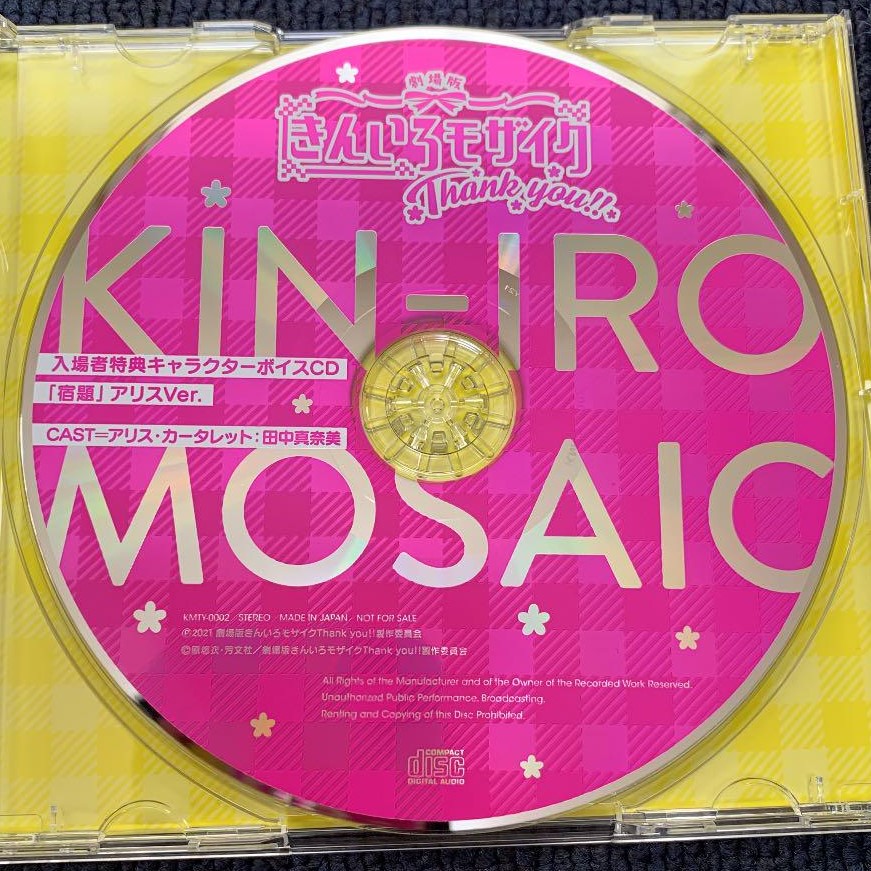 劇場版
きんいろモザイク
Thank you!!
KIN-IRO
入場者特典キャラクターボイスCD
「宿題」アリスVer.
CAST=アリス・カータレット:田中真奈美
MOSAIC
KMTY-0002/STEREO/MADE IN JAPAN/NOT FOR SALE
Ⓟ2021 劇場版きんいろモザイクThank you!!製作委員会
©原悠衣・芳文社/劇場版きんいろモザイクThank you!!製作委員会
All Rights of the Manufacturer and of the Owner of the Recorded Work Reserved.
Unauthorized Public Performance. Broadcasting.
Renting and Copying of this Disc Prohibited.
COMPACT
disc
DIGITAL AUDIO